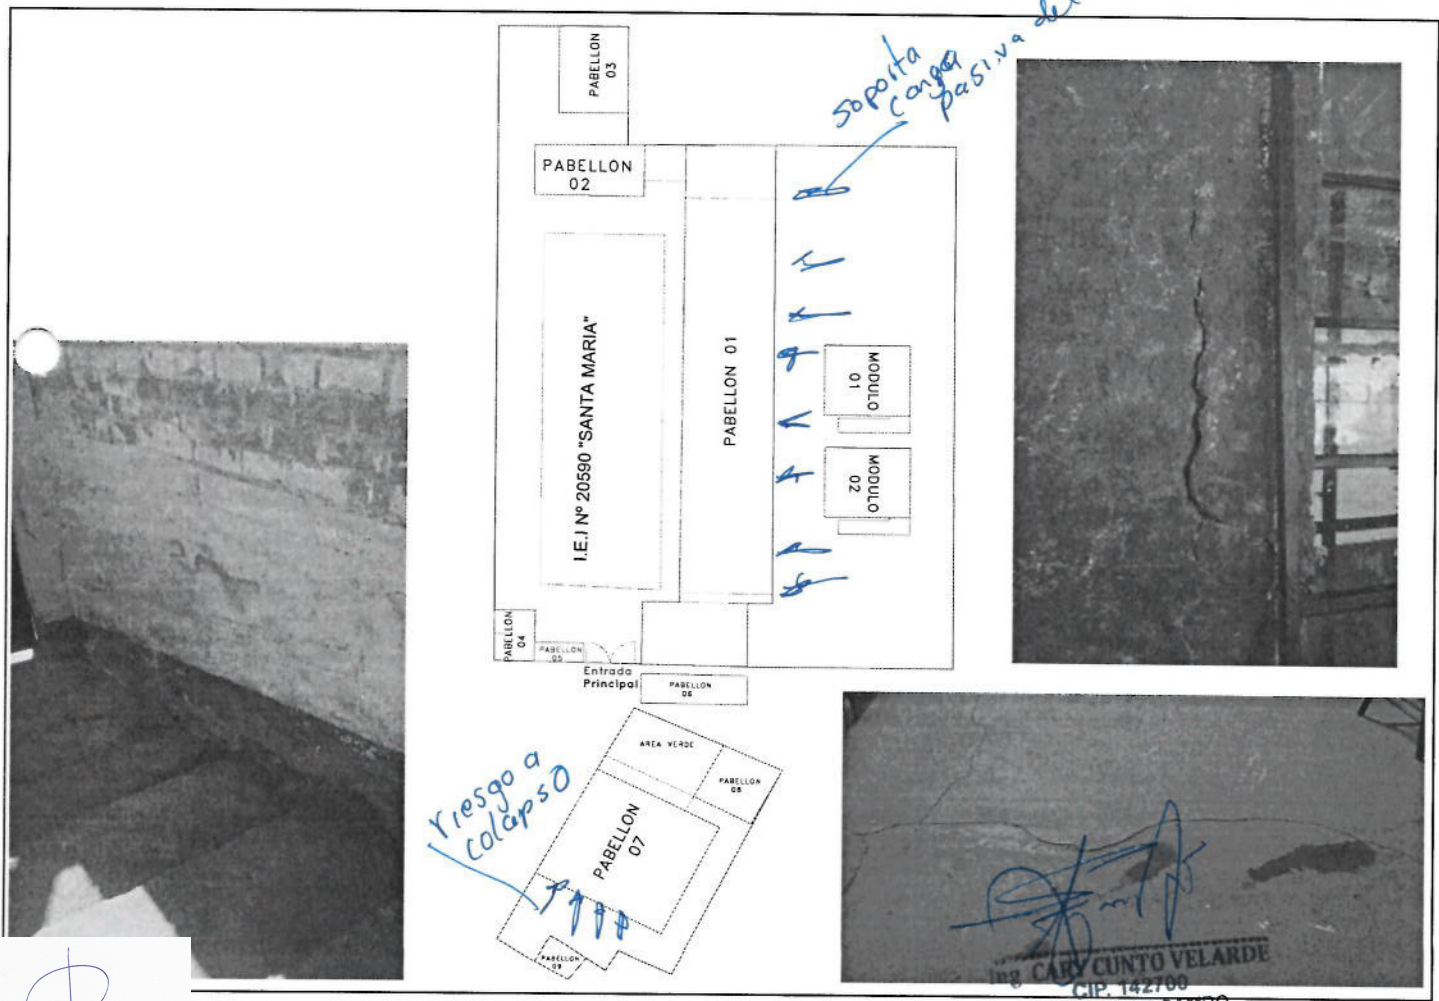 soporta
carga
pasiva del
PABELLON
03
PABELLON
02
I.E.I Nº 20590 "SANTA MARIA"
PABELLON 01
MODULO
01
MODULO
02
PABELLON
04
PABELLON
05
Entrada
Principal
PABELLON
06
riesgo a
colapso
AREA VERDE
PABELLON
08
PABELLON
07
PABELLON
09
Ing CARY CUNTO VELARDE
CIP. 142700